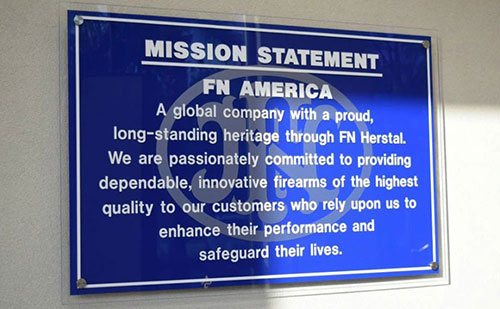 MISSION STATEMENT
FN AMERICA
A global company with a proud,
long-standing heritage through FN Herstal.
We are passionately committed to providing
dependable, innovative firearms of the highest
quality to our customers who rely upon us to
enhance their performance and
safeguard their lives.
FN